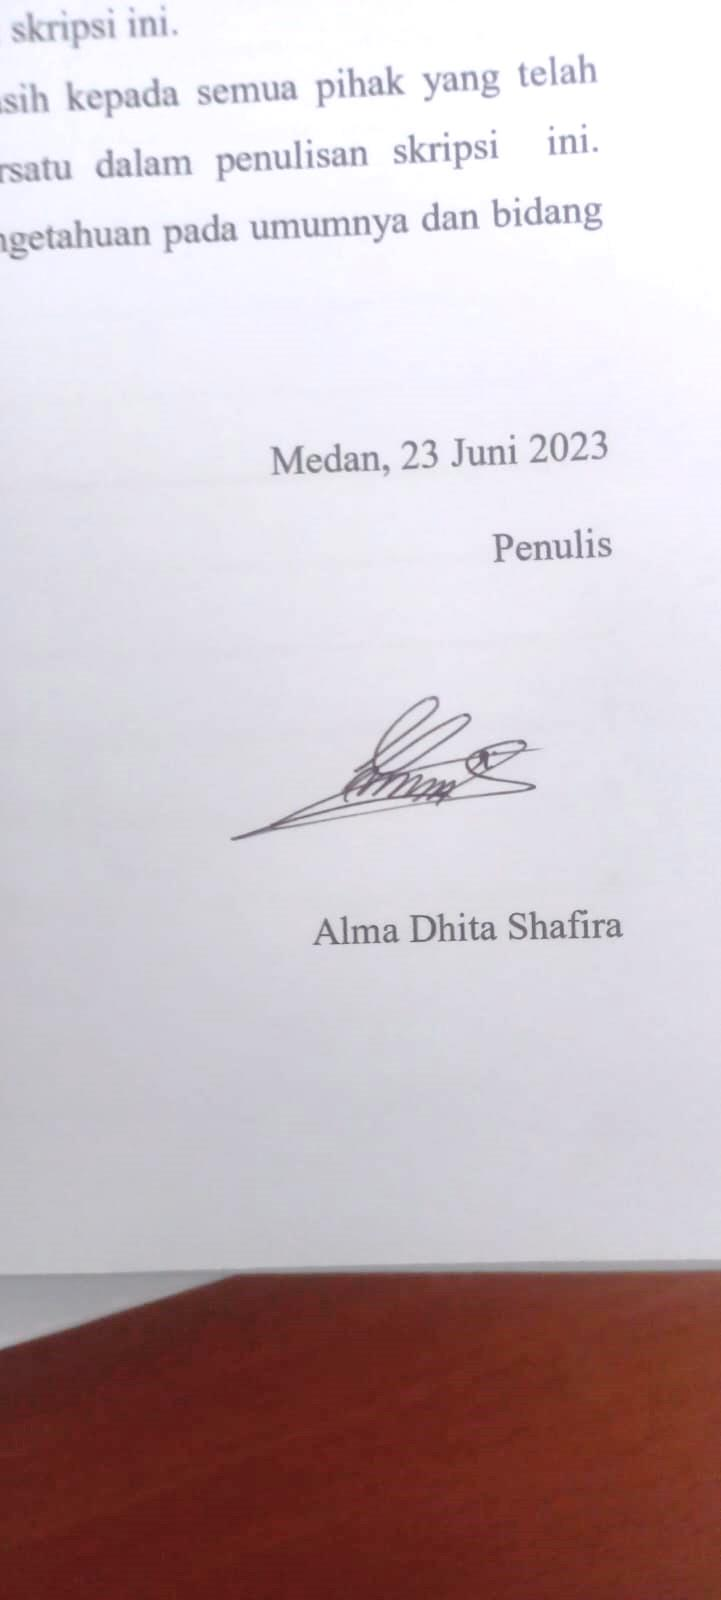 skripsi ini.
sih kepada semua pihak yang telah
rsatu dalam penulisan skripsi ini.
ngetahuan pada umumnya dan bidang
Medan, 23 Juni 2023
Penulis
Alma Dhita Shafira